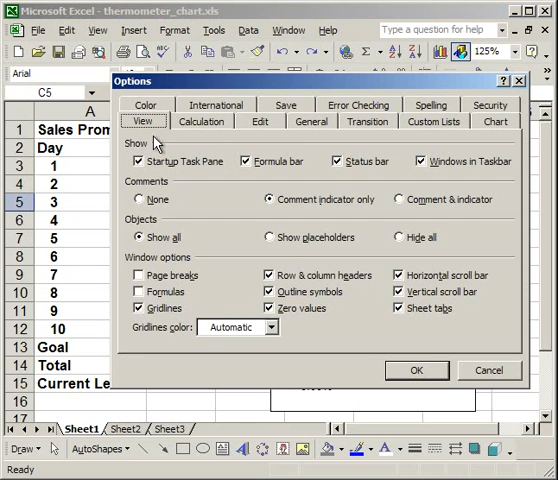 Microsoft Excel - thermometer_chart.xls
File Edit View Insert Format Tools Data Window Help Type a question for help
Σ 125%
Arial
C5
A
1 Sales Prom
2 Day
3 1
4 2
5 3
6 4
7 5
8 6
9 7
10 8
11 9
12 10
13 Goal
14 Total
15 Current Le
16
17
Options
Color International Save Error Checking Spelling Security
View Calculation Edit General Transition Custom Lists Chart
Show
Startup Task Pane Formula bar Status bar Windows in Taskbar
Comments
None Comment indicator only Comment & indicator
Objects
Show all Show placeholders Hide all
Window options
Page breaks Row & column headers Horizontal scroll bar
Formulas Outline symbols Vertical scroll bar
Gridlines Zero values Sheet tabs
Gridlines color: Automatic
OK Cancel
Sheet1 Sheet2 Sheet3
Draw AutoShapes
Ready